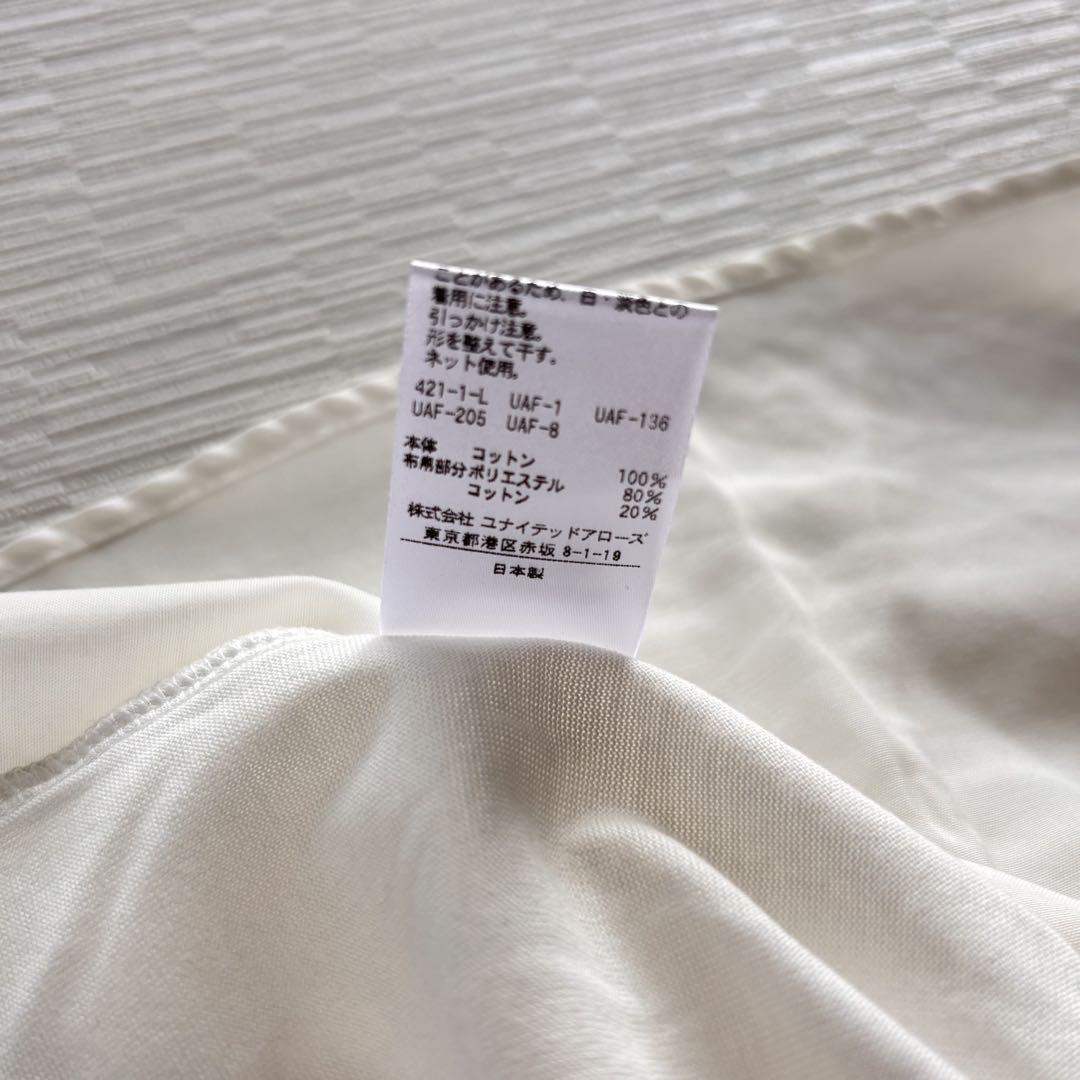 ことがあるため、白・淡色との
着用に注意。
引っかけ注意。
形を整えて干す。
ネット使用。
421-1-L UAF-1 UAF-136
UAF-205 UAF-8
本体 コットン 100%
布帛部分 ポリエステル 80%
コットン 20%
株式会社 ユナイテッドアローズ
東京都港区赤坂 8-1-19
日本製